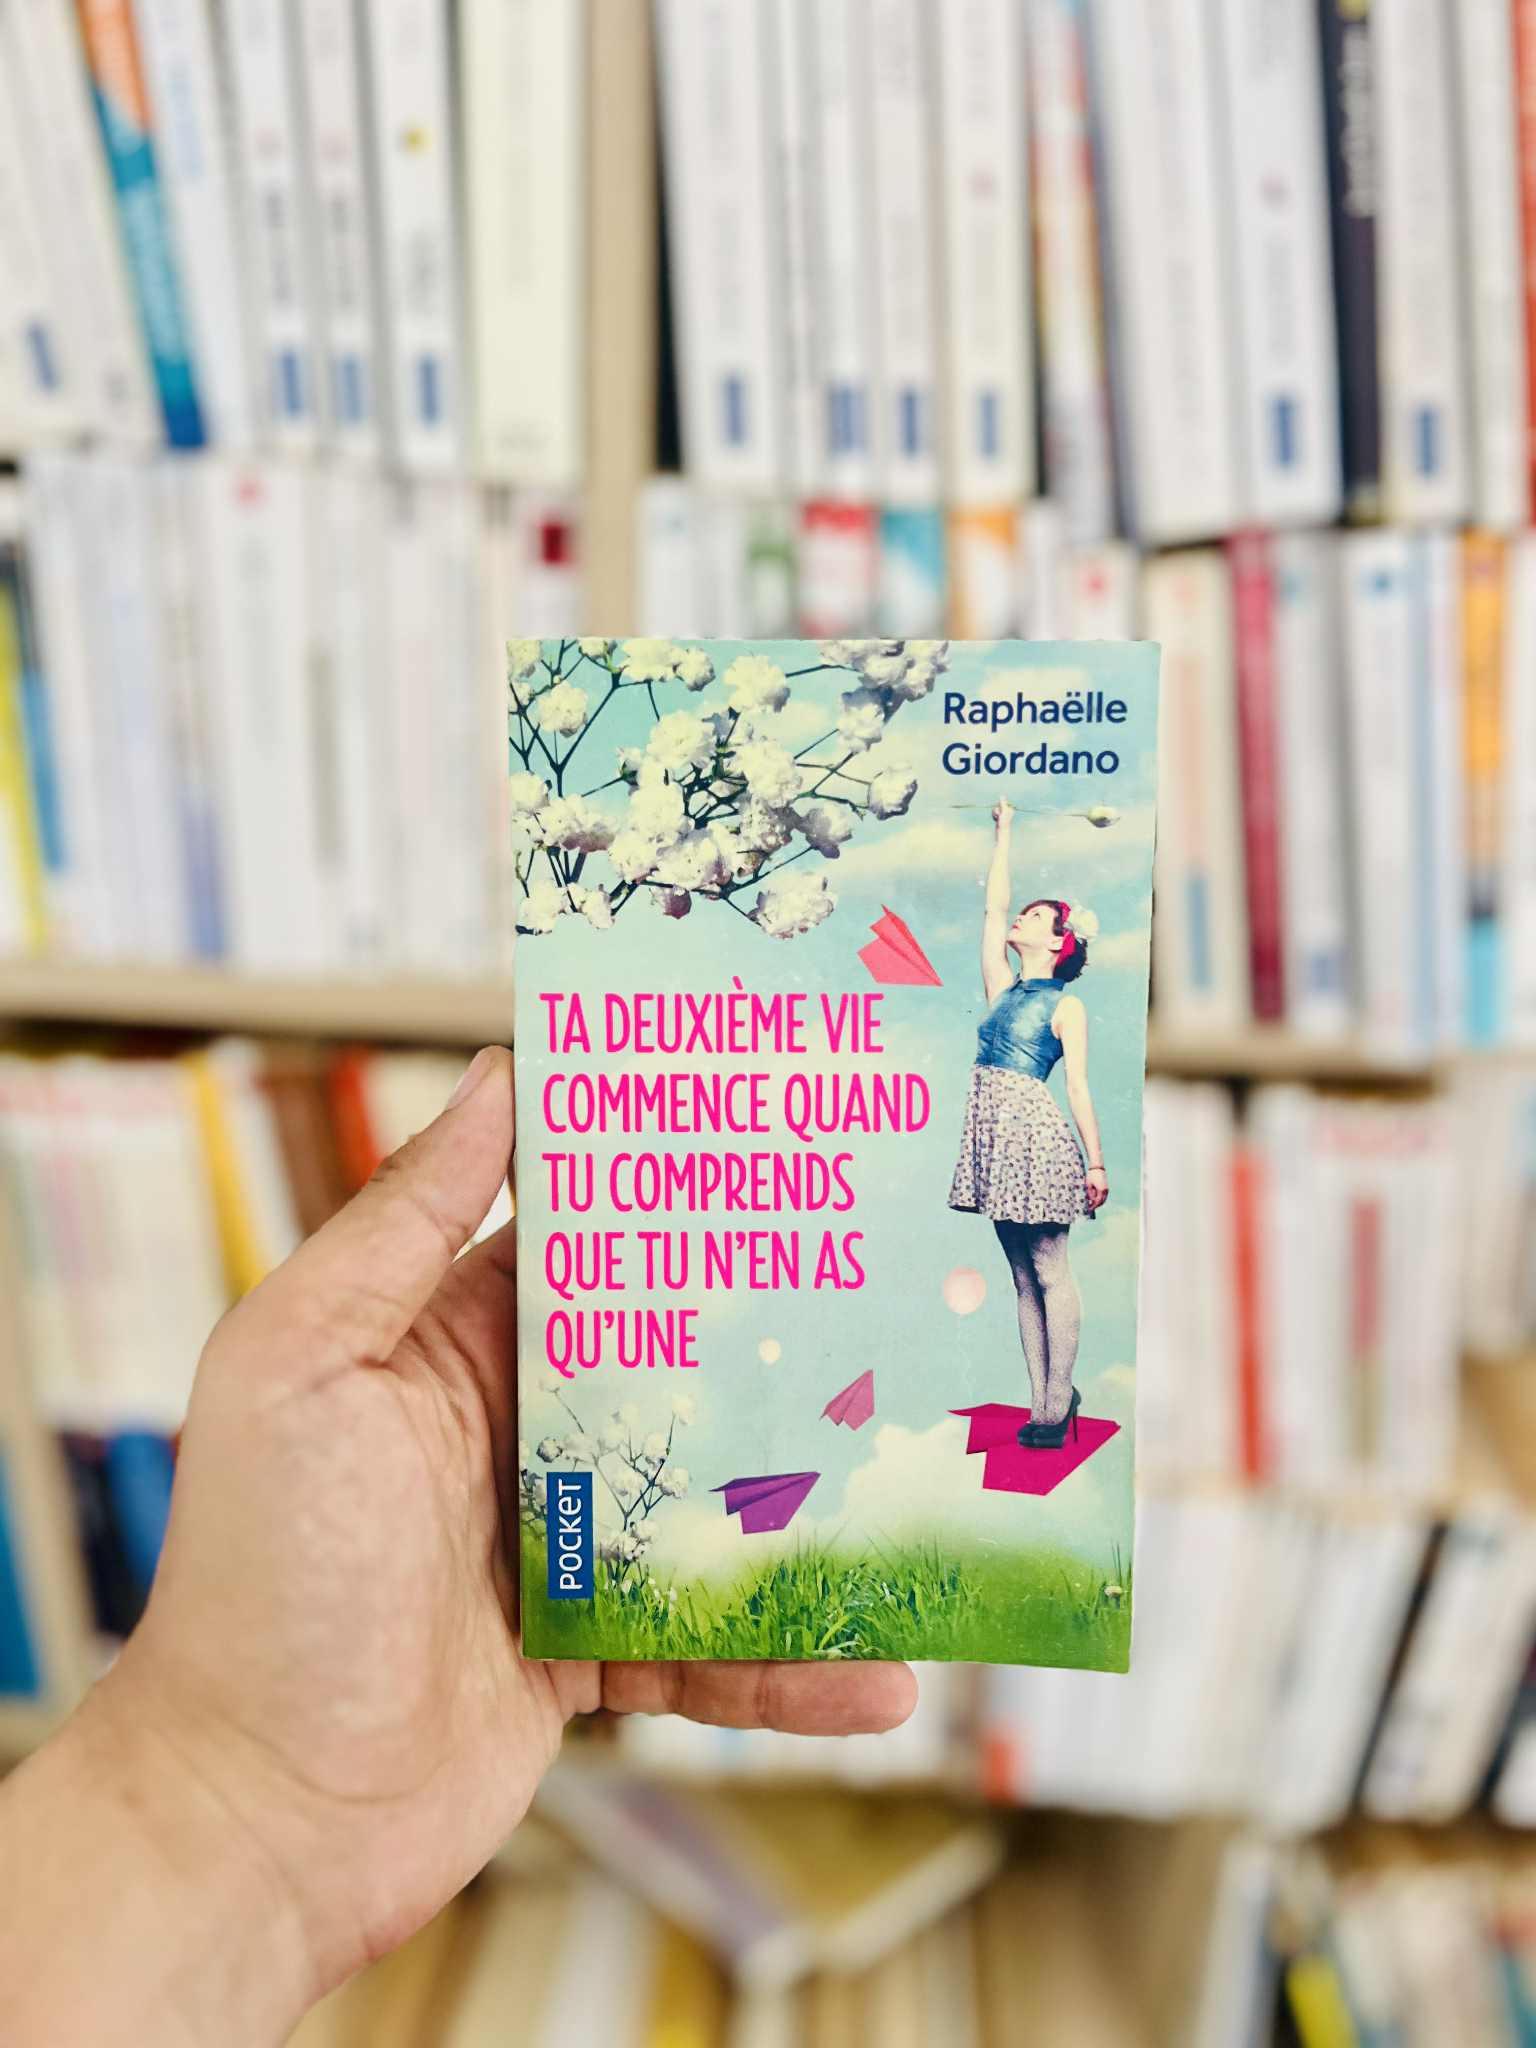 Raphaëlle
Giordano
TA DEUXIÈME VIE
COMMENCE QUAND
TU COMPRENDS
QUE TU N'EN AS
QU'UNE
POCKET